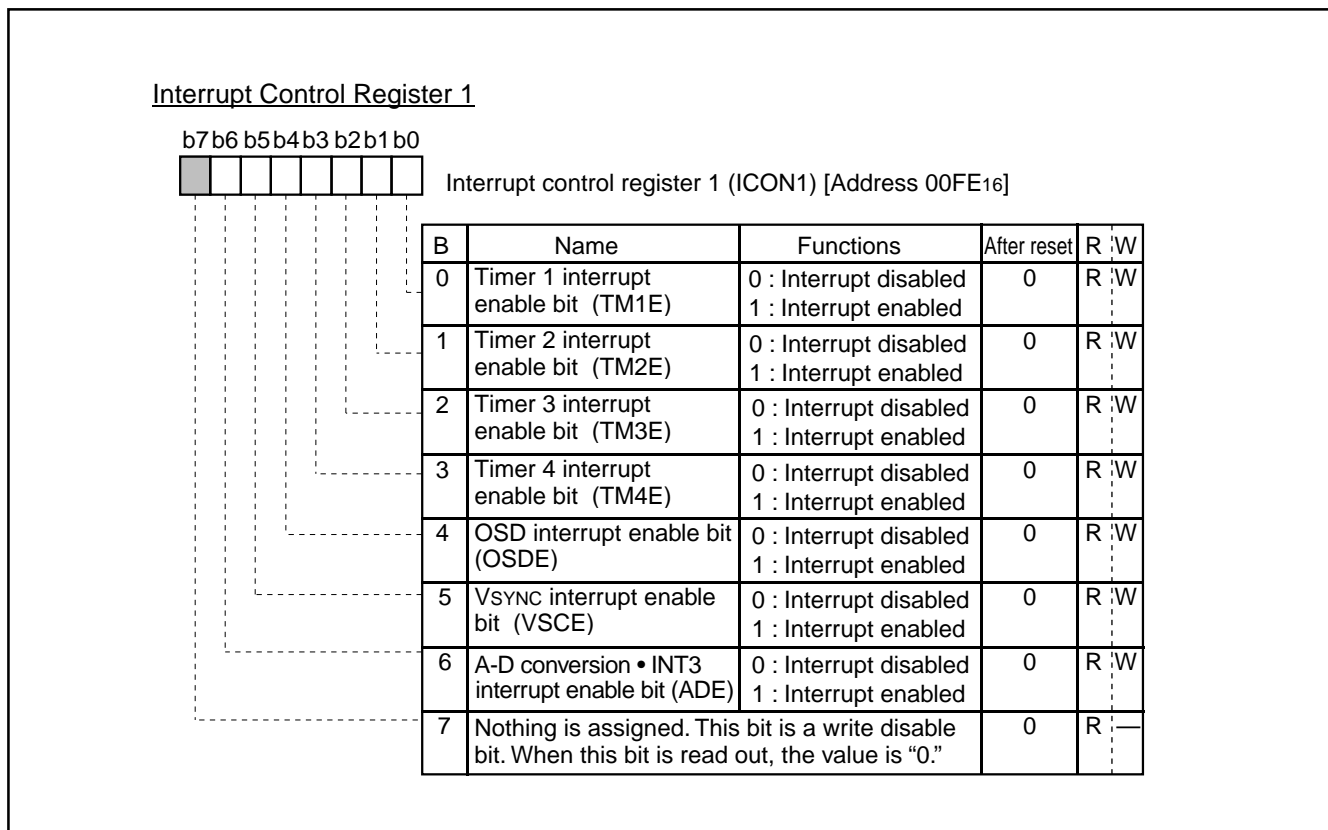 Interrupt Control Register 1
b7 b6 b5 b4 b3 b2 b1 b0
Interrupt control register 1 (ICON1) [Address 00FE16]
B Name Functions After reset R W
0 Timer 1 interrupt enable bit (TM1E) 0 : Interrupt disabled 0 R W
1 : Interrupt enabled
1 Timer 2 interrupt enable bit (TM2E) 0 : Interrupt disabled 0 R W
1 : Interrupt enabled
2 Timer 3 interrupt enable bit (TM3E) 0 : Interrupt disabled 0 R W
1 : Interrupt enabled
3 Timer 4 interrupt enable bit (TM4E) 0 : Interrupt disabled 0 R W
1 : Interrupt enabled
4 OSD interrupt enable bit (OSDE) 0 : Interrupt disabled 0 R W
1 : Interrupt enabled
5 VSYNC interrupt enable bit (VSCE) 0 : Interrupt disabled 0 R W
1 : Interrupt enabled
6 A-D conversion • INT3 interrupt enable bit (ADE) 0 : Interrupt disabled 0 R W
1 : Interrupt enabled
7 Nothing is assigned. This bit is a write disable bit. When this bit is read out, the value is “0.” 0 R —